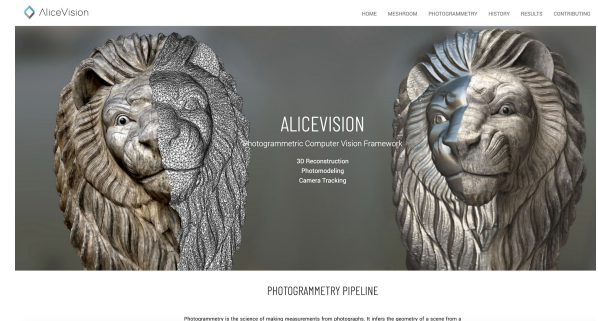 AliceVision
HOME MESHROOM PHOTOGRAMMETRY HISTORY RESULTS CONTRIBUTING
ALICEVISION
Photogrammetric Computer Vision Framework
3D Reconstruction
Photomodeling
Camera Tracking
PHOTOGRAMMETRY PIPELINE
Photogrammetry is the science of making measurements from photographs. It infers the geometry of a scene from a